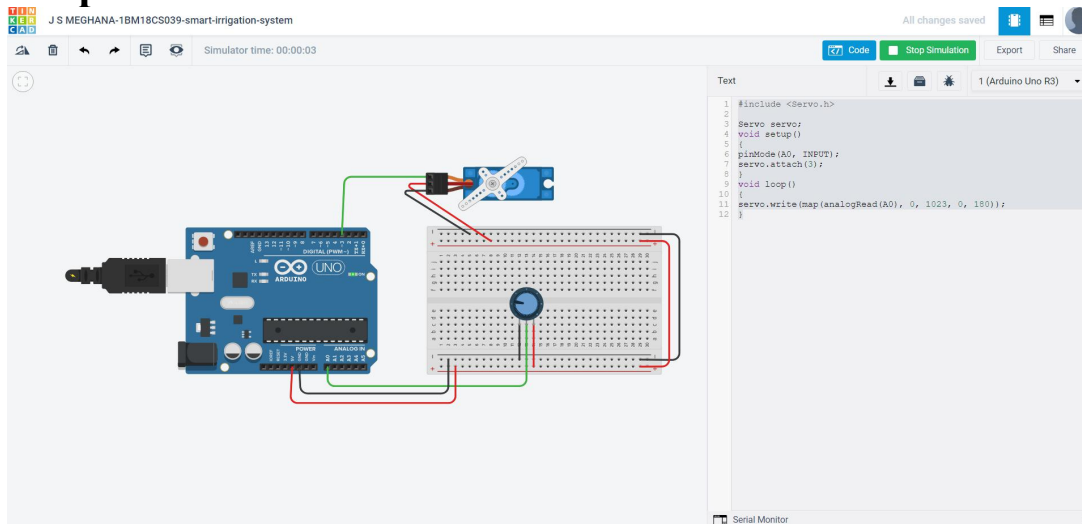 TIN
KER
CAD
J S MEGHANA-1BM18CS039-smart-irrigation-system
All changes saved
Simulator time: 00:00:03
Code
Stop Simulation
Export
Share
Text
1 (Arduino Uno R3)
1 #include <Servo.h>
2
3 Servo servo;
4 void setup()
5 {
6 pinMode(A0, INPUT);
7 servo.attach(3);
8 }
9 void loop()
10 {
11 servo.write(map(analogRead(A0), 0, 1023, 0, 180));
12 }
DIGITAL (PWM~)
UNO
ARDUINO
POWER
ANALOG IN
Serial Monitor